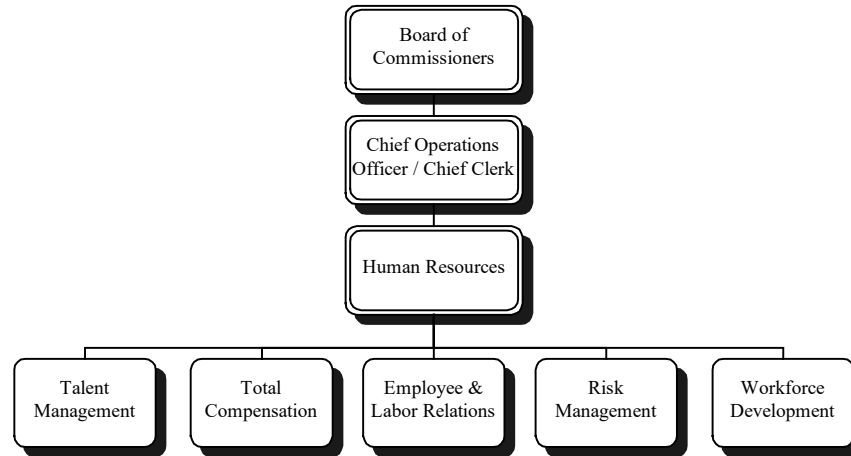 Board of
Commissioners
Chief Operations
Officer / Chief Clerk
Human Resources
Talent
Management
Total
Compensation
Employee &
Labor Relations
Risk
Management
Workforce
Development